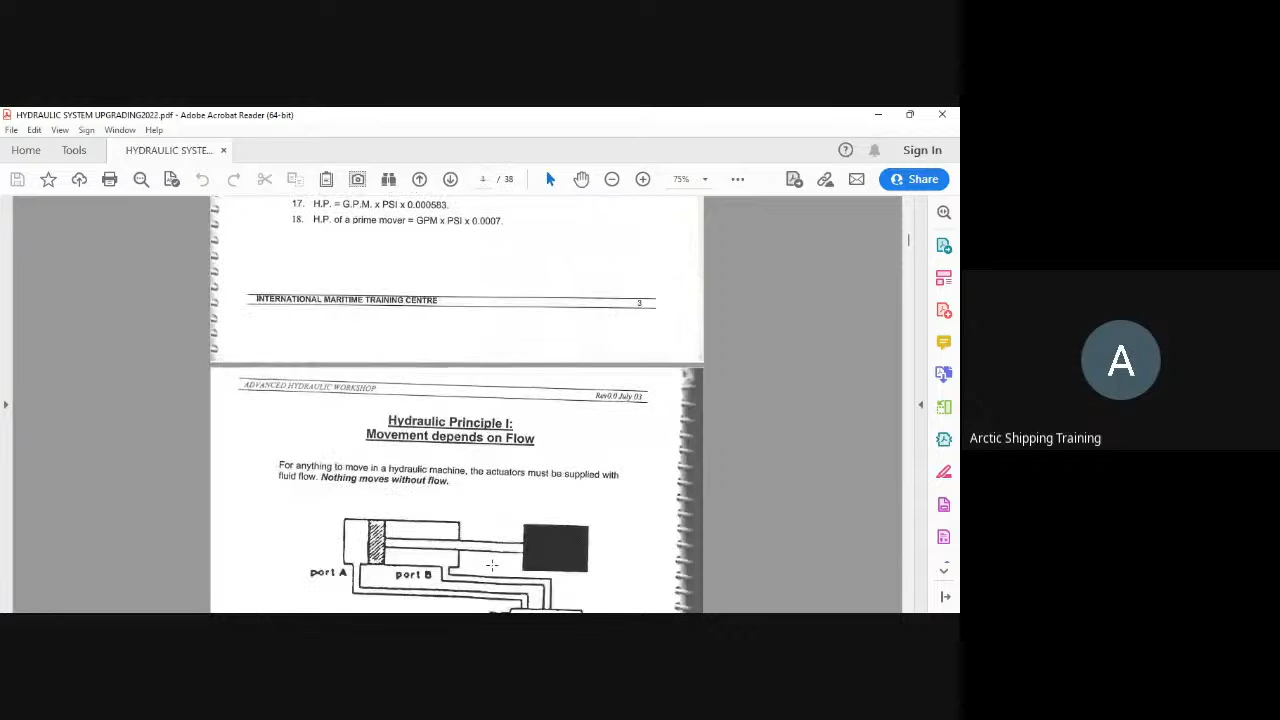 HYDRAULIC SYSTEM UPGRADING2022.pdf - Adobe Acrobat Reader (64-bit)
File Edit View Sign Window Help
Home Tools HYDRAULIC SYSTE... Sign In
/ 38 75% Share
17. H.P. = G.P.M. x PSI x 0.000583.
18. H.P. of a prime mover = GPM x PSI x 0.0007.
INTERNATIONAL MARITIME TRAINING CENTRE 3
ADVANCED HYDRAULIC WORKSHOP Rev0.0 July 03
Hydraulic Principle I:
Movement depends on Flow
For anything to move in a hydraulic machine, the actuators must be supplied with
fluid flow. Nothing moves without flow.
port A port B
A
Arctic Shipping Training